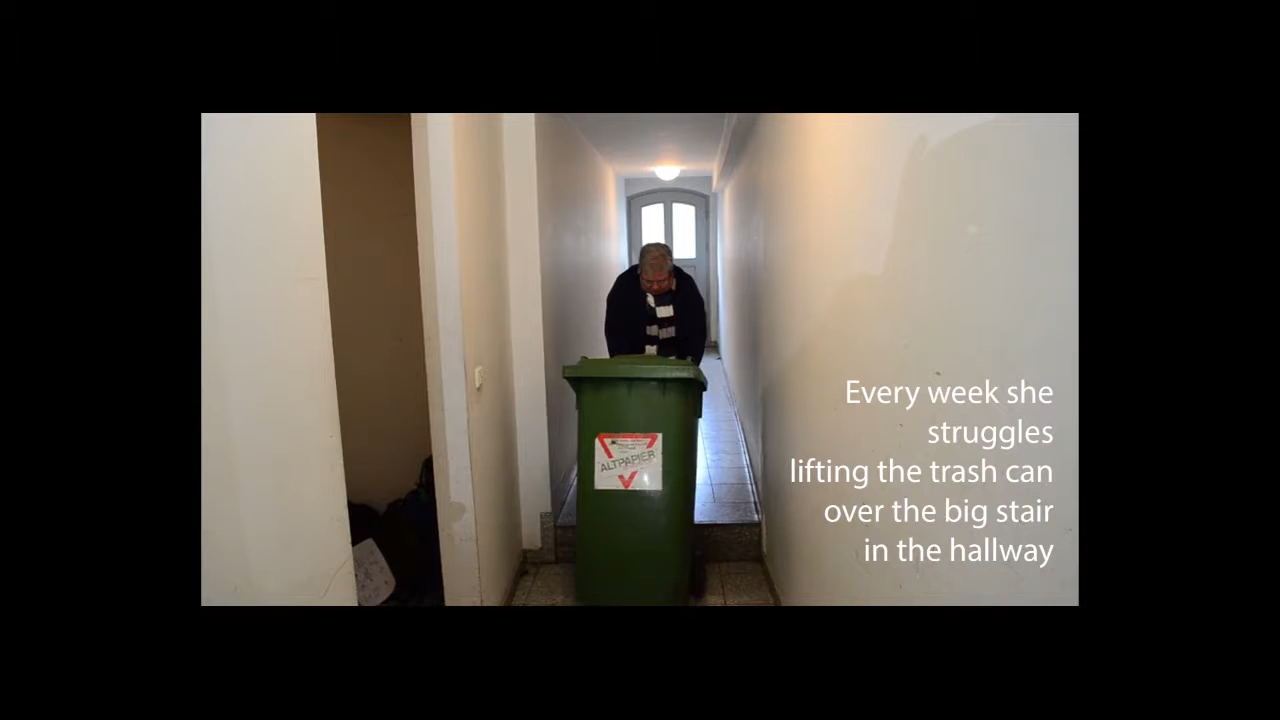 ALTPAPIER
Every week she
struggles
lifting the trash can
over the big stair
in the hallway